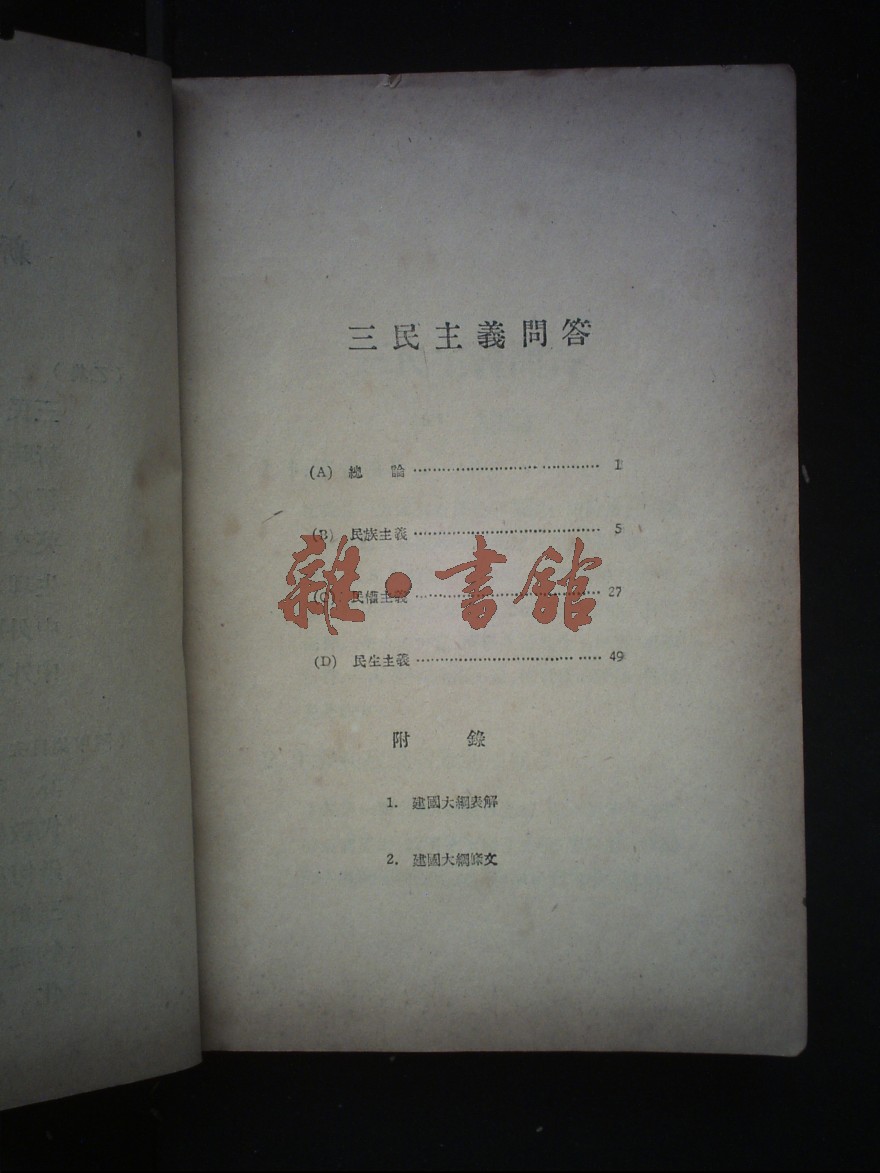 三民主義問答
(A) 總 論 ………………………………… 1
(B) 民族主義 ………………………………… 5
(C) 民權主義 ………………………………… 27
雜·書館
(D) 民生主義 ………………………………… 49
附 錄
1. 建國大綱表解
2. 建國大綱條文